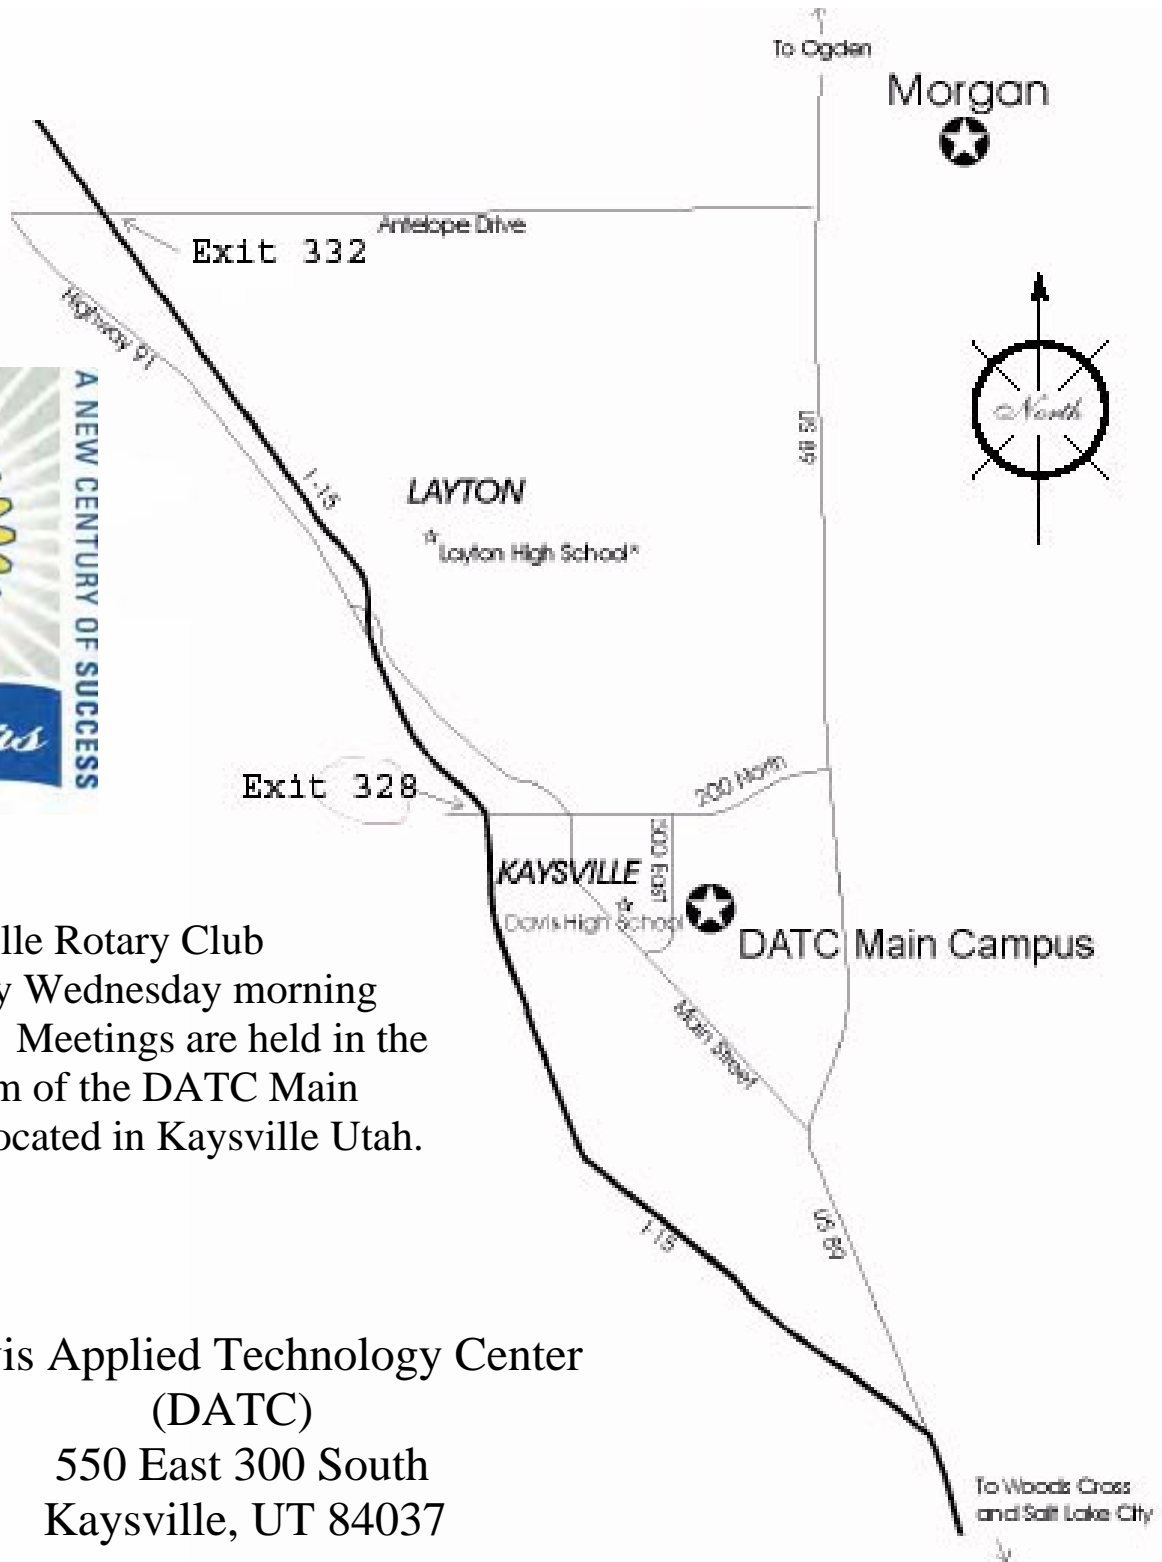 To Ogden
Morgan
Antelope Drive
Exit 332
Highway 91
A NEW CENTURY OF SUCCESS
US 89
North
I-15
LAYTON
Layton High School*
200 North
Exit 328
KAYSVILLE
Davis High School
DATC Main Campus
lle Rotary Club
y Wednesday morning
Meetings are held in the
m of the DATC Main
ocated in Kaysville Utah.
Main Street
US 89
I-15
is Applied Technology Center
(DATC)
550 East 300 South
Kaysville, UT 84037
To Woods Cross
and Salt Lake City